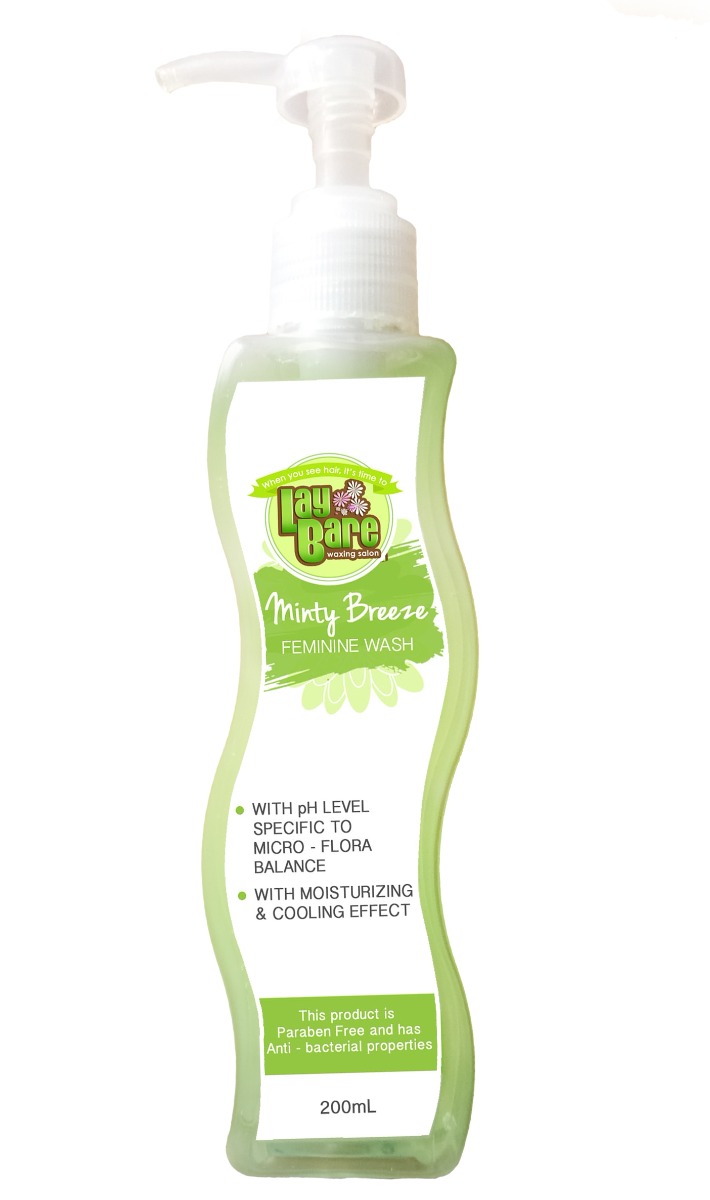 when you see hair, it's time to
Lay
Bare
waxing salon
Minty Breeze
FEMININE WASH
WITH pH LEVEL
SPECIFIC TO
MICRO - FLORA
BALANCE
WITH MOISTURIZING
& COOLING EFFECT
This product is
Paraben Free and has
Anti - bacterial properties
200mL